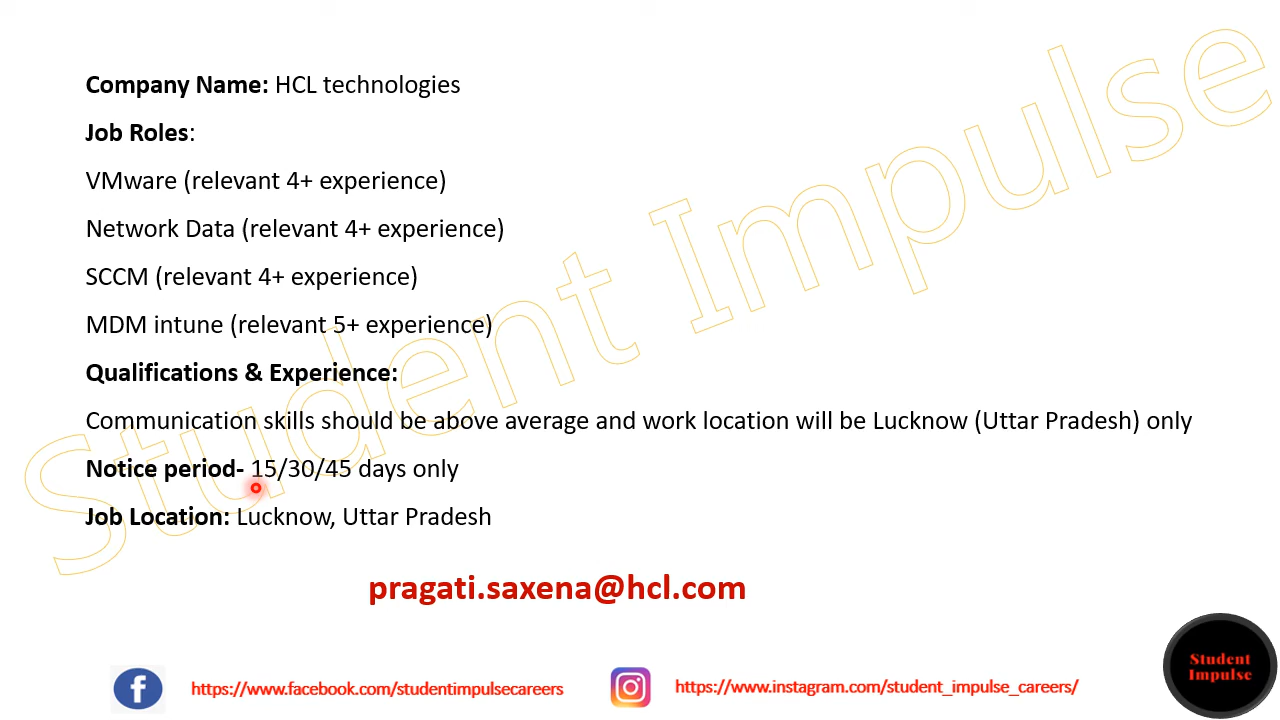 Company Name: HCL technologies
Job Roles:
VMware (relevant 4+ experience)
Network Data (relevant 4+ experience)
SCCM (relevant 4+ experience)
MDM intune (relevant 5+ experience)
Qualifications & Experience:
Communication skills should be above average and work location will be Lucknow (Uttar Pradesh) only
Notice period- 15/30/45 days only
Job Location: Lucknow, Uttar Pradesh
Student Impulse
pragati.saxena@hcl.com
https://www.facebook.com/studentimpulsecareers
https://www.instagram.com/student_impulse_careers/
Student
Impulse